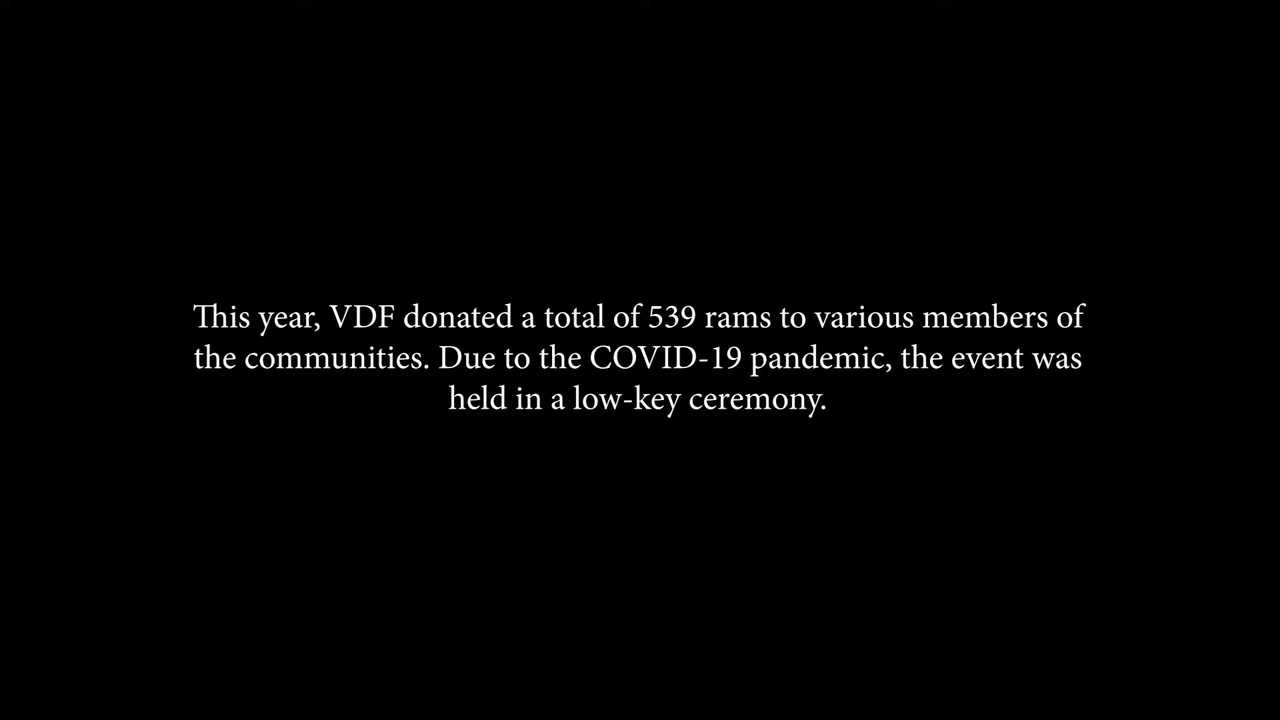 This year, VDF donated a total of 539 rams to various members of
the communities. Due to the COVID-19 pandemic, the event was
held in a low-key ceremony.